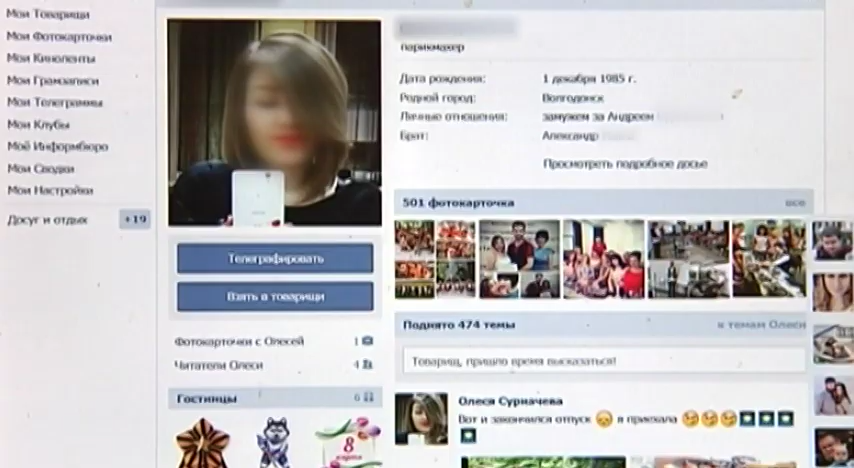 Мои Товарищи
Мои Фотокарточки
Мои Киноленты
Мои Грамзаписи
Мои Телеграммы
Мои Клубы
Моё Информбюро
Мои Сводки
Мои Настройки
Досуг и отдых +19
Телеграфировать
Взять в товарищи
Фотокарточки с Олесей 1
Читатели Олеси 4
Гостинцы 6
8
марта
парикмахер
Дата рождения: 1 декабря 1985 г.
Родной город: Волгодонск
Личные отношения: замужем за Андреем
Брат: Александр
Просмотреть подробное досье
501 фотокарточка все
Поднято 474 темы к темам Олеси
Товарищ, пришло время высказаться!
Олеся
Вот и закончился отпуск я приехала